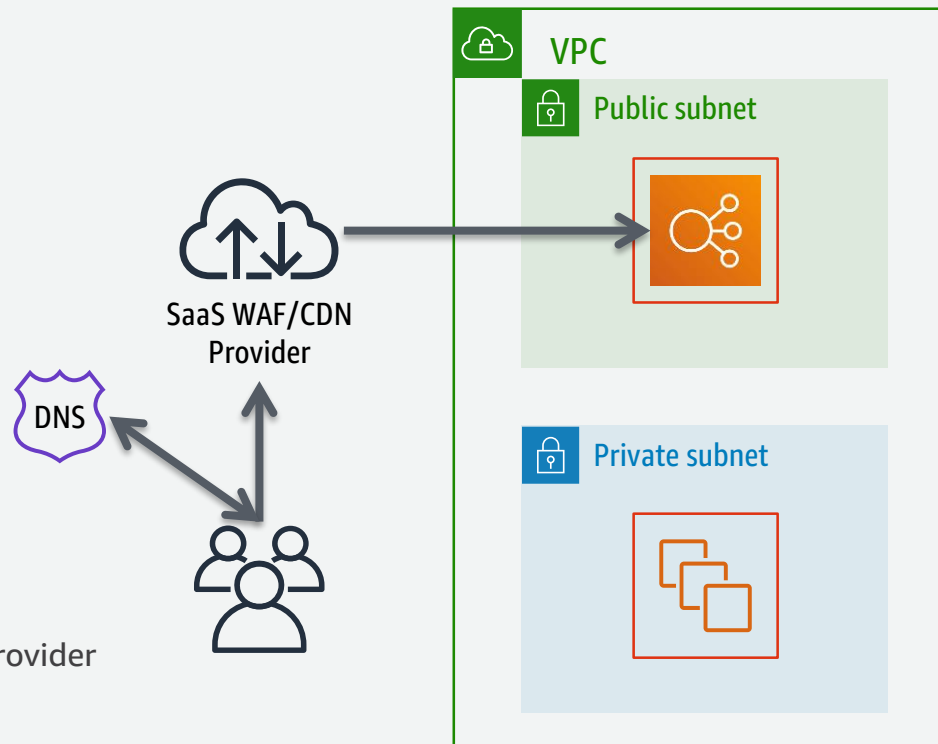 VPC
Public subnet
SaaS WAF/CDN
Provider
DNS
Private subnet
rovider